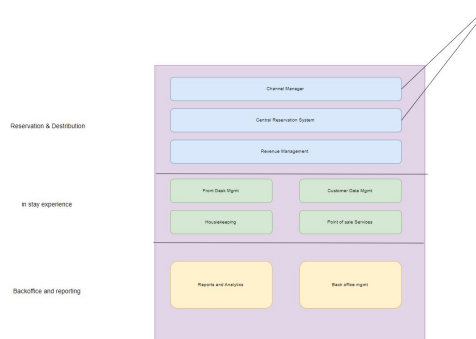 Channel Manager
Reservation & Destribution
Central Reservation System
Revenue Management
in stay experience
Front Desk Mgmt
Customer Data Mgmt
Housekeeping
Point of sale Services
Backoffice and reporting
Reports and Analytics
Back office mgmt